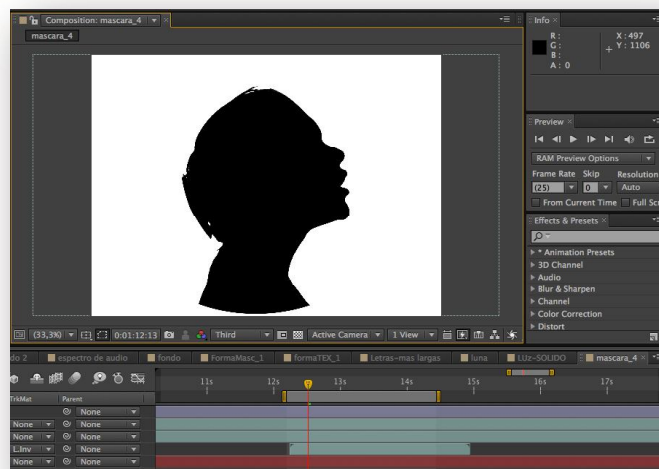 Composition: mascara_4
mascara_4
Info
R :
G :
B :
A : 0
X : 497
Y : 1106
Preview
RAM Preview Options
Frame Rate Skip Resolution
(25) 0 Auto
From Current Time Full Scr
Effects & Presets
* Animation Presets
3D Channel
Audio
Blur & Sharpen
Channel
Color Correction
Distort
(33,3%) 0:01:12:13 Third Active Camera 1 View
do 2 espectro de audio fondo FormaMasc_1 formaTEX_1 Letras-mas largas luna LUz-SOLIDO mascara_4
11s 12s 13s 14s 15s 16s 17s
TrkMat Parent
None
None None
None None
L.Inv None
None None